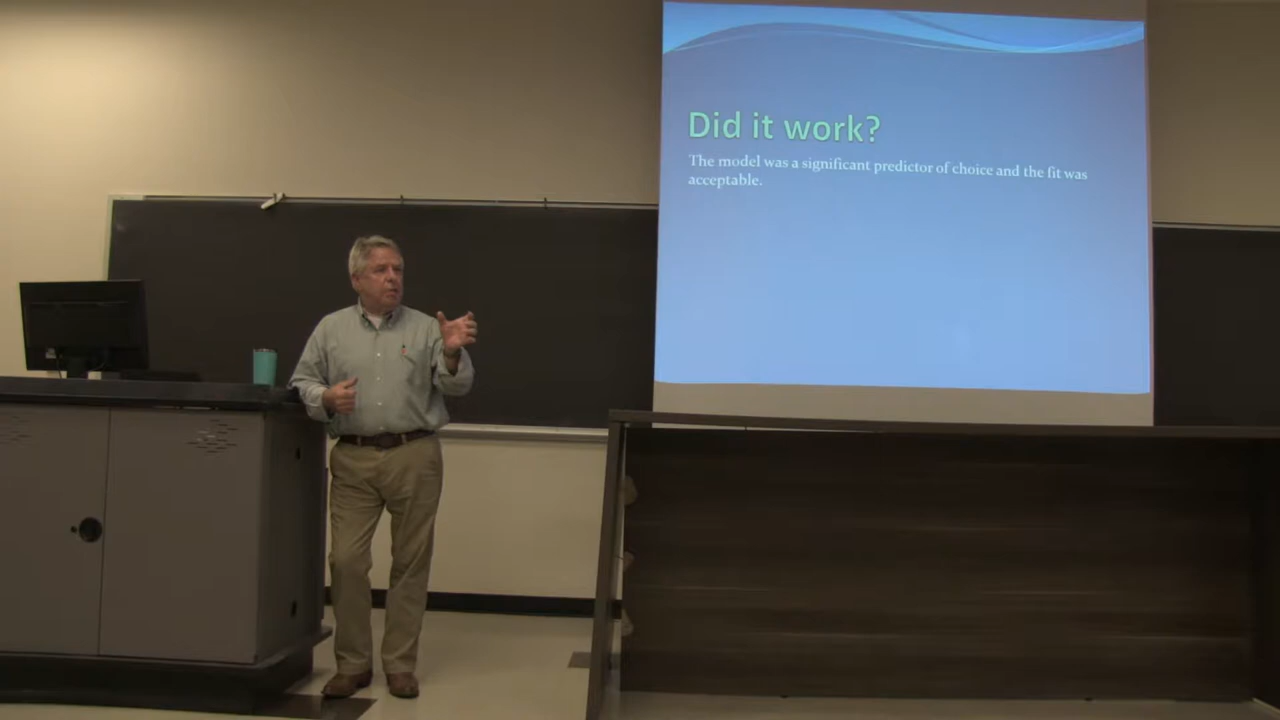 Did it work?
The model was a significant predictor of choice and the fit was
acceptable.